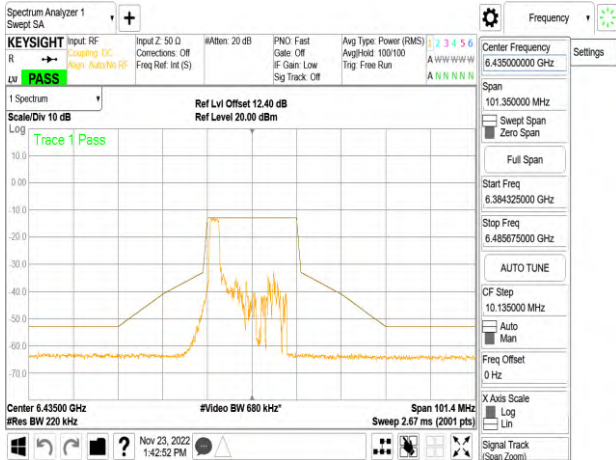 Spectrum Analyzer 1
Swept SA
+
Frequency
KEYSIGHT
R
LXI
PASS
Input: RF
Coupling: DC
Align: Auto/No RF
Input Z: 50 Ω
Corrections: Off
Freq Ref: Int (S)
#Atten: 20 dB
PNO: Fast
Gate: Off
IF Gain: Low
Sig Track: Off
Avg Type: Power (RMS)
Avg|Hold: 100/100
Trig: Free Run
1 2 3 4 5 6
A W W W W W
A N N N N N
1 Spectrum
Scale/Div 10 dB
Ref Lvl Offset 12.40 dB
Ref Level 20.00 dBm
Log
Trace 1 Pass
10.0
0.00
-10.0
-20.0
-30.0
-40.0
-50.0
-60.0
-70.0
Center 6.43500 GHz
#Res BW 220 kHz
#Video BW 680 kHz*
Span 101.4 MHz
Sweep 2.67 ms (2001 pts)
Nov 23, 2022
1:42:52 PM
?
Center Frequency
6.435000000 GHz
Settings
Span
101.350000 MHz
Swept Span
Zero Span
Full Span
Start Freq
6.384325000 GHz
Stop Freq
6.485675000 GHz
AUTO TUNE
CF Step
10.135000 MHz
Auto
Man
Freq Offset
0 Hz
X Axis Scale
Log
Lin
Signal Track
(Span Zoom)